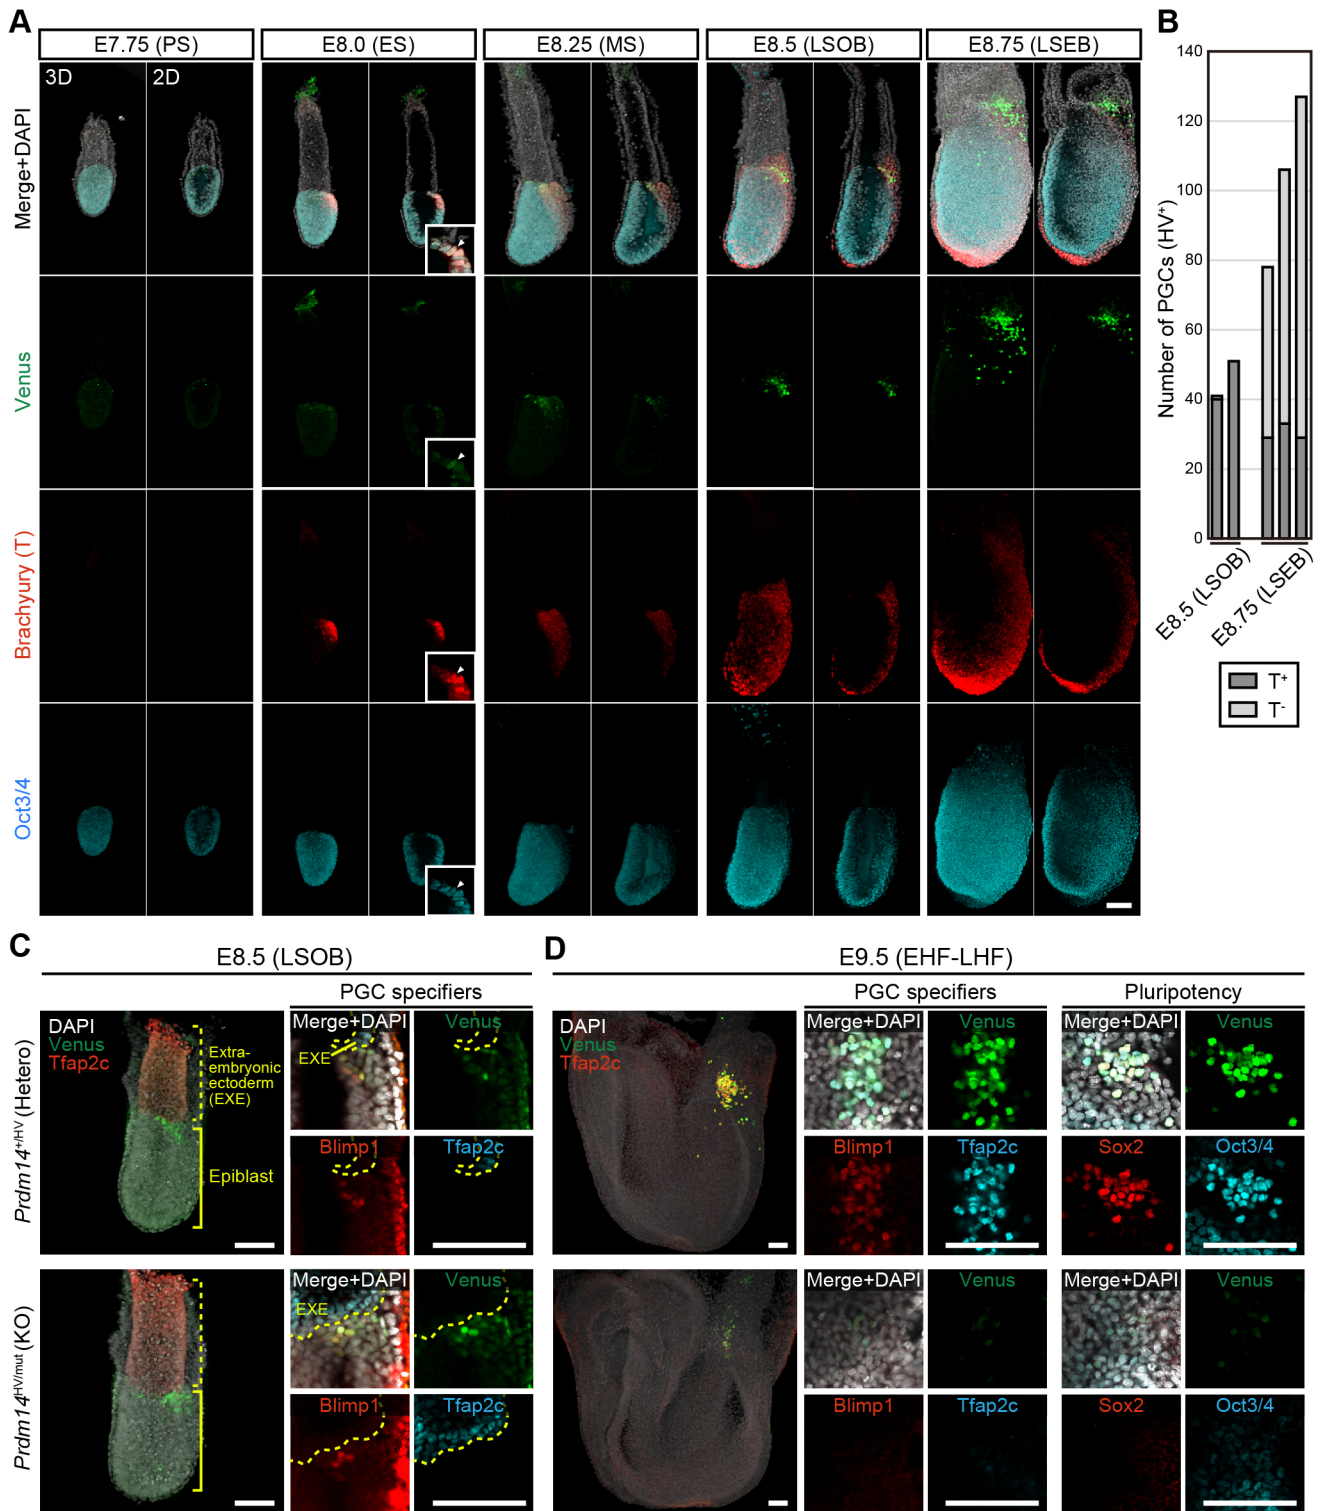 A
E7.75 (PS)
E8.0 (ES)
E8.25 (MS)
E8.5 (LSOB)
E8.75 (LSEB)
3D
2D
Merge+DAPI
Venus
Brachyury (T)
Oct3/4
B
140
120
100
80
60
40
20
0
Number of PGCs (HV⁺)
E8.5 (LSOB)
E8.75 (LSEB)
T⁺
T⁻
C
E8.5 (LSOB)
PGC specifiers
Prdm14⁺/ᴴⱽ (Hetero)
DAPI
Venus
Tfap2c
Extra-
embryonic
ectoderm
(EXE)
Epiblast
Merge+DAPI
EXE
Venus
Blimp1
Tfap2c
Prdm14ᴴⱽ/ᵐᵘᵗ (KO)
Merge+DAPI
EXE
Venus
Blimp1
Tfap2c
D
E9.5 (EHF-LHF)
PGC specifiers
Pluripotency
DAPI
Venus
Tfap2c
Merge+DAPI
Venus
Merge+DAPI
Venus
Blimp1
Tfap2c
Sox2
Oct3/4
Merge+DAPI
Venus
Merge+DAPI
Venus
Blimp1
Tfap2c
Sox2
Oct3/4